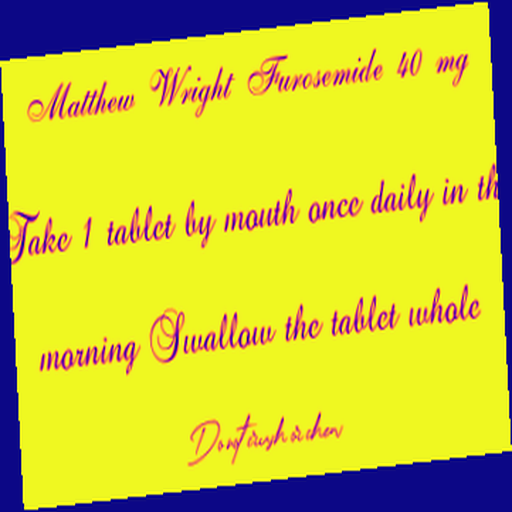 Matthew Wright Furosemide 40 mg
Take 1 tablet by mouth once daily in th
morning Swallow the tablet whole